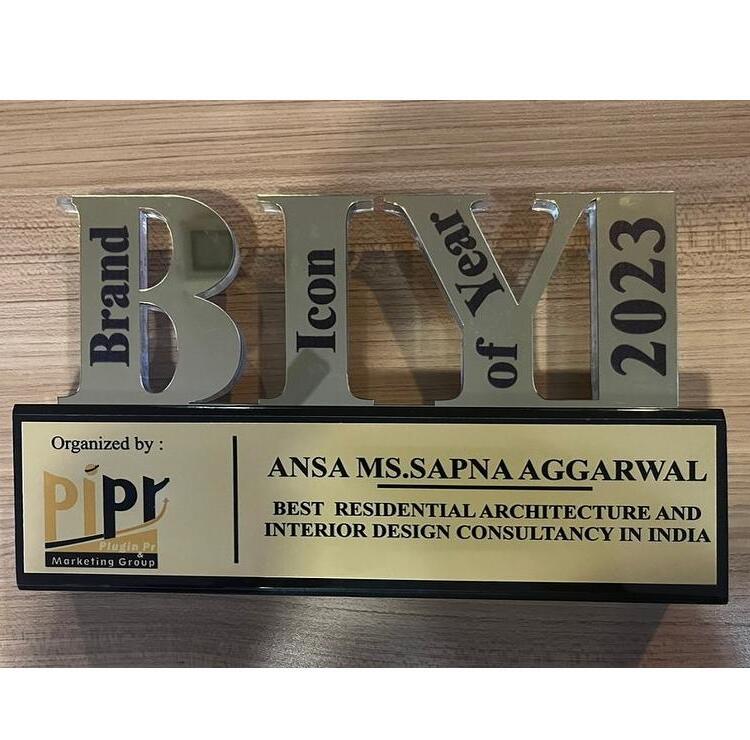 BIY
Brand
Icon
of Year
2023
Organized by :
pipr
Plugin Pr
&
Marketing Group
ANSA MS.SAPNA AGGARWAL
BEST RESIDENTIAL ARCHITECTURE AND
INTERIOR DESIGN CONSULTANCY IN INDIA